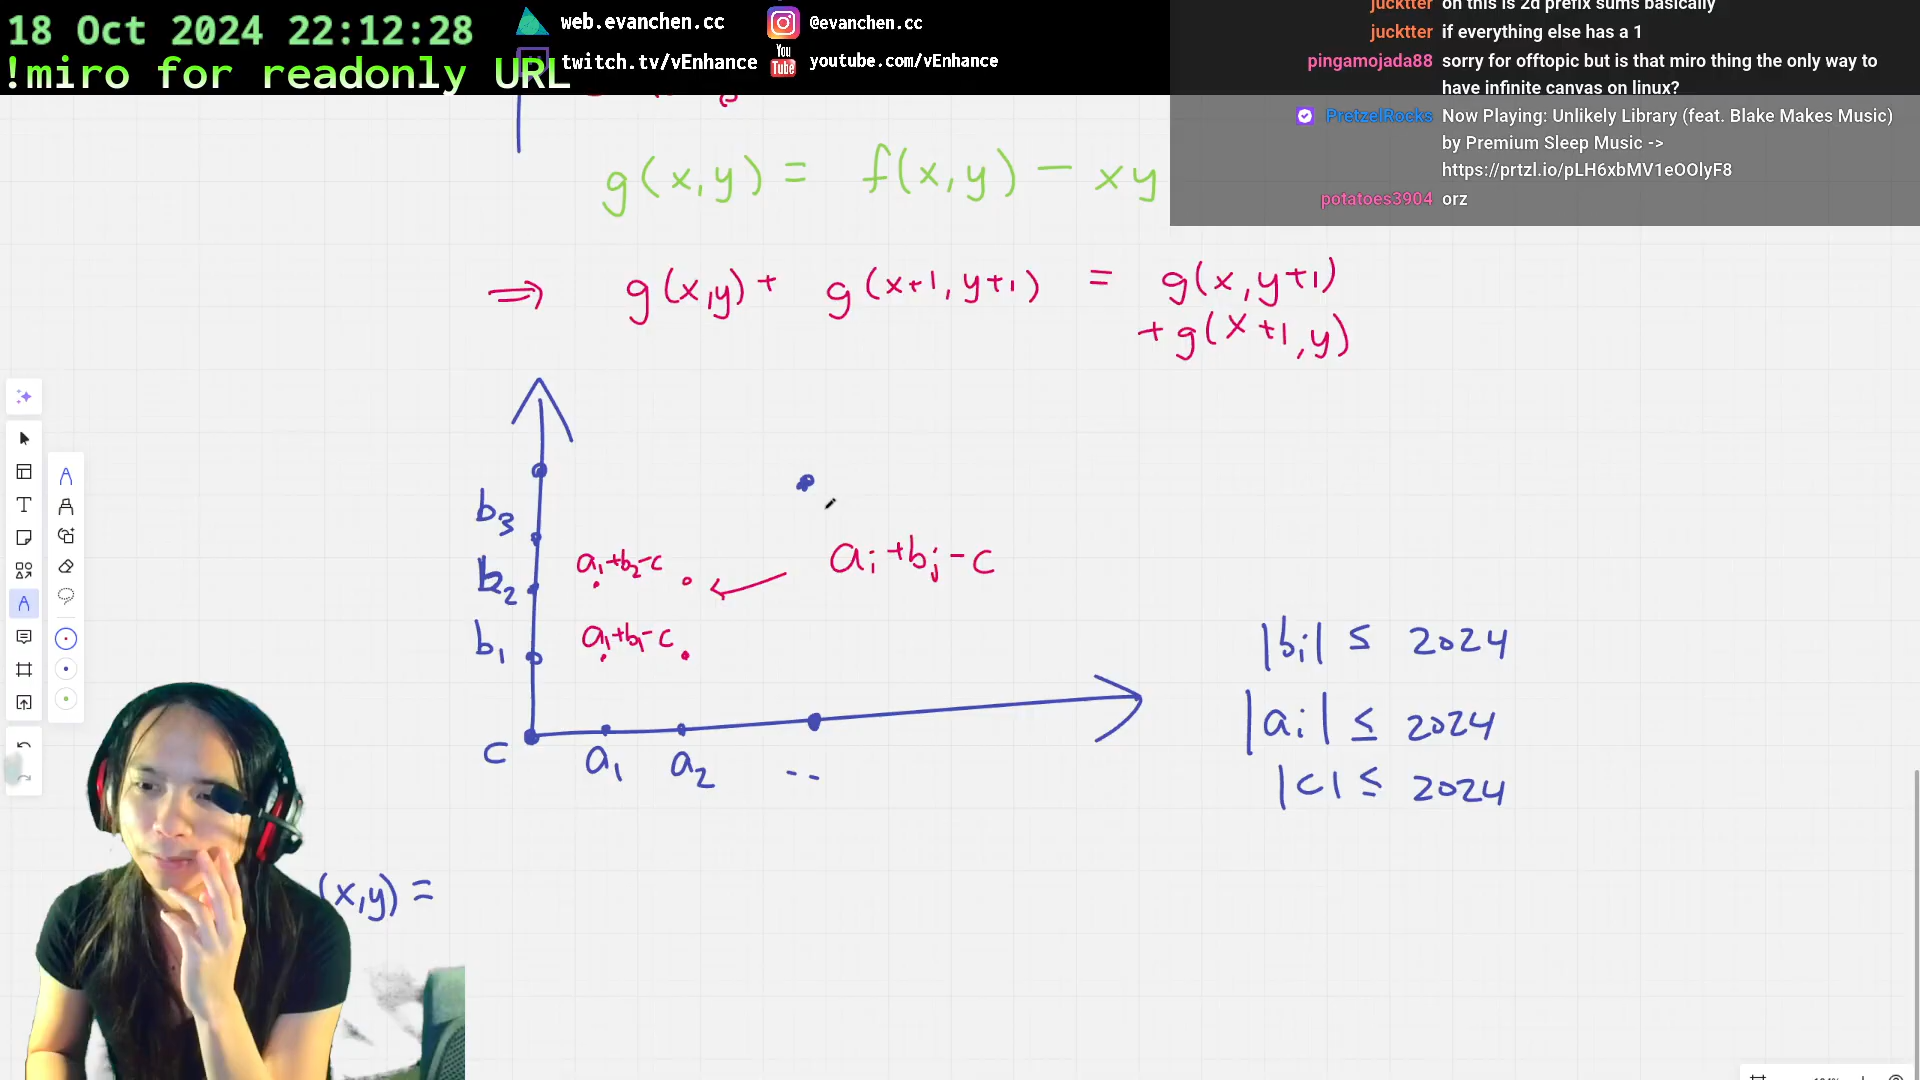 18 Oct 2024 22:12:28
!miro for readonly URL
web.evanchen.cc
@evanchen.cc
twitch.tv/vEnhance
You Tube
youtube.com/vEnhance
jucktter on this is 2d prefix sums basically
jucktter if everything else has a 1
pingamojada88 sorry for offtopic but is that miro thing the only way to
have infinite canvas on linux?
PretzelRocks Now Playing: Unlikely Library (feat. Blake Makes Music)
by Premium Sleep Music ->
https://prtzl.io/pLH6xbMV1eOOlyF8
potatoes3904 orz
g(x,y) = f(x,y) - xy
⇒ g(x,y) + g(x+1, y+1) = g(x, y+1)
+ g(x+1, y)
b₃
b₂
b₁
a₁+b₂-c
a₁+b₁-c
aᵢ+bⱼ-c
c a₁ a₂ --
|bᵢ| ≤ 2024
|aᵢ| ≤ 2024
|c| ≤ 2024
(x,y) =